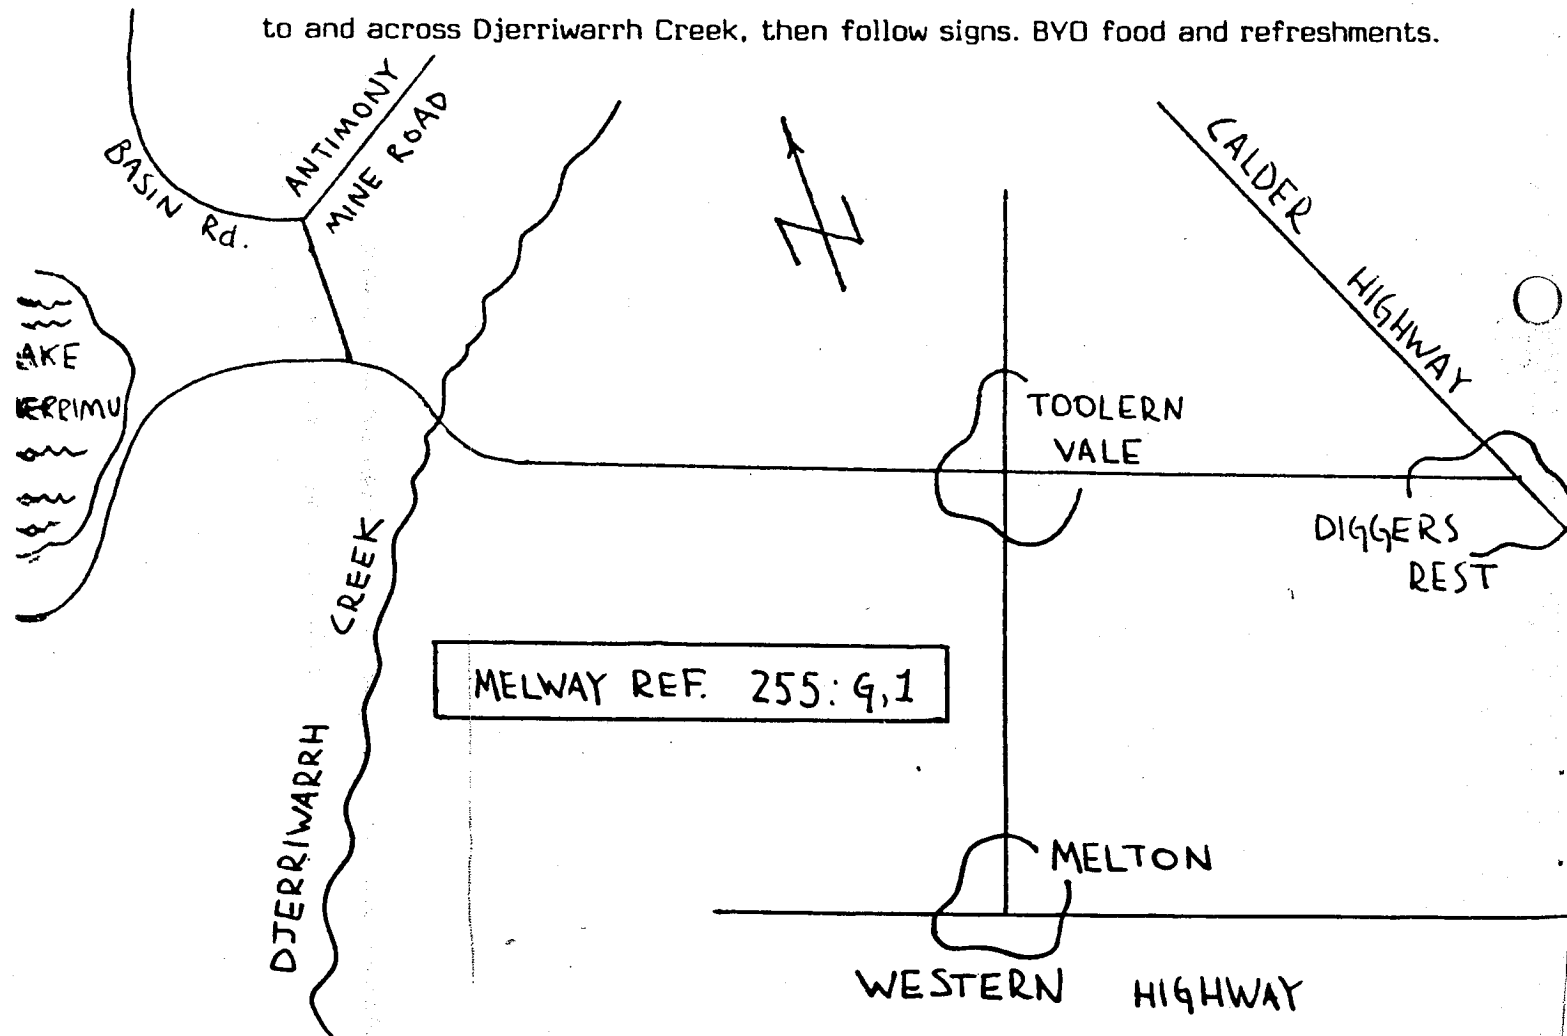 to and across Djerriwarrh Creek, then follow signs. BYO food and refreshments.
ANTIMONY
MINE ROAD
BASIN Rd.
N
CALDER
HIGHWAY
AKE
TOOLERN
VALE
DIGGERS
REST
CREEK
DJERRIWARRH
MELWAY REF. 255: G,1
MELTON
WESTERN HIGHWAY